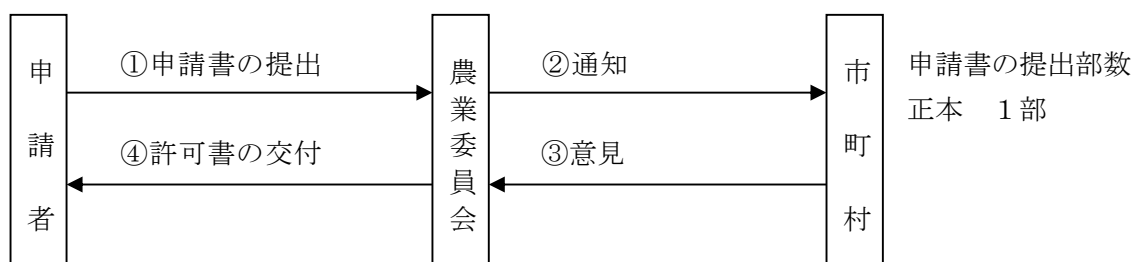 申請者
①申請書の提出
④許可書の交付
農業委員会
②通知
③意見
市町村
申請書の提出部数
正本　１部